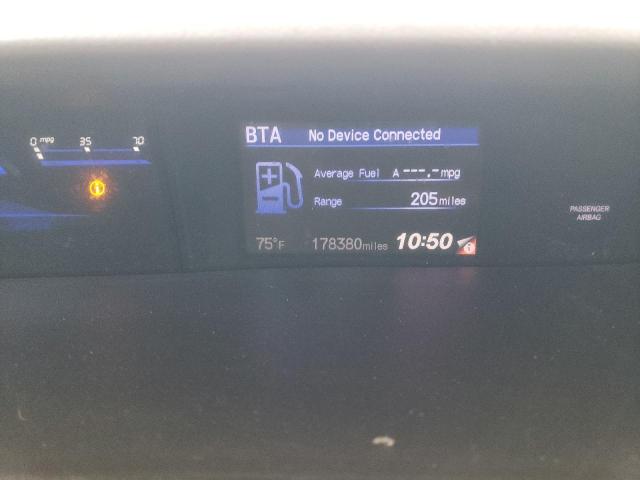 0 mpg 35 70
BTA No Device Connected
Average Fuel A ---.- mpg
Range 205 miles
75°F 178380 miles 10:50
PASSENGER
AIRBAG